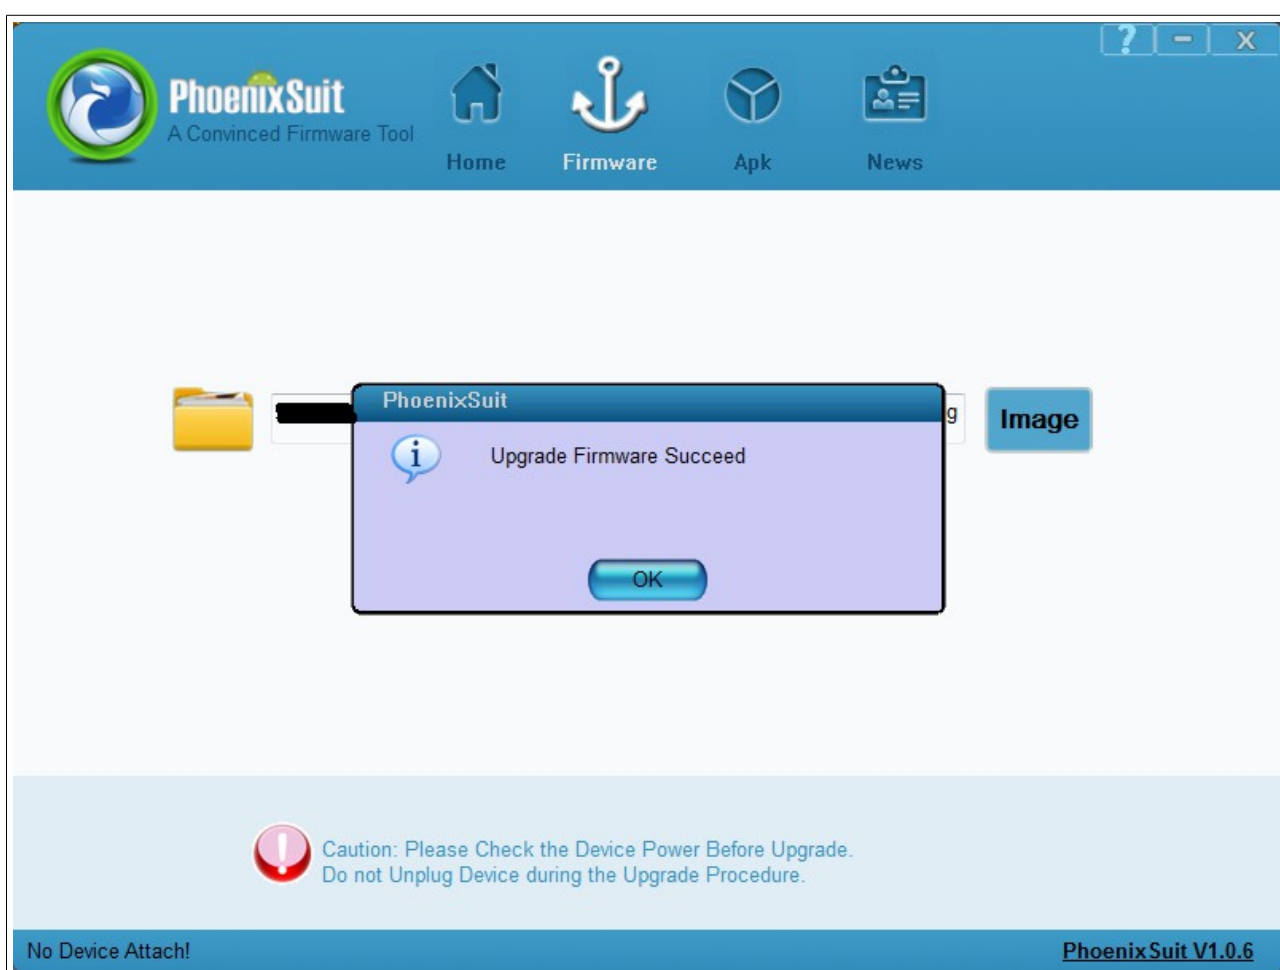 ? - X
PhoenixSuit
A Convinced Firmware Tool
Home Firmware Apk News
PhoenixSuit
g
Image
Upgrade Firmware Succeed
OK
Caution: Please Check the Device Power Before Upgrade.
Do not Unplug Device during the Upgrade Procedure.
No Device Attach!
PhoenixSuit V1.0.6